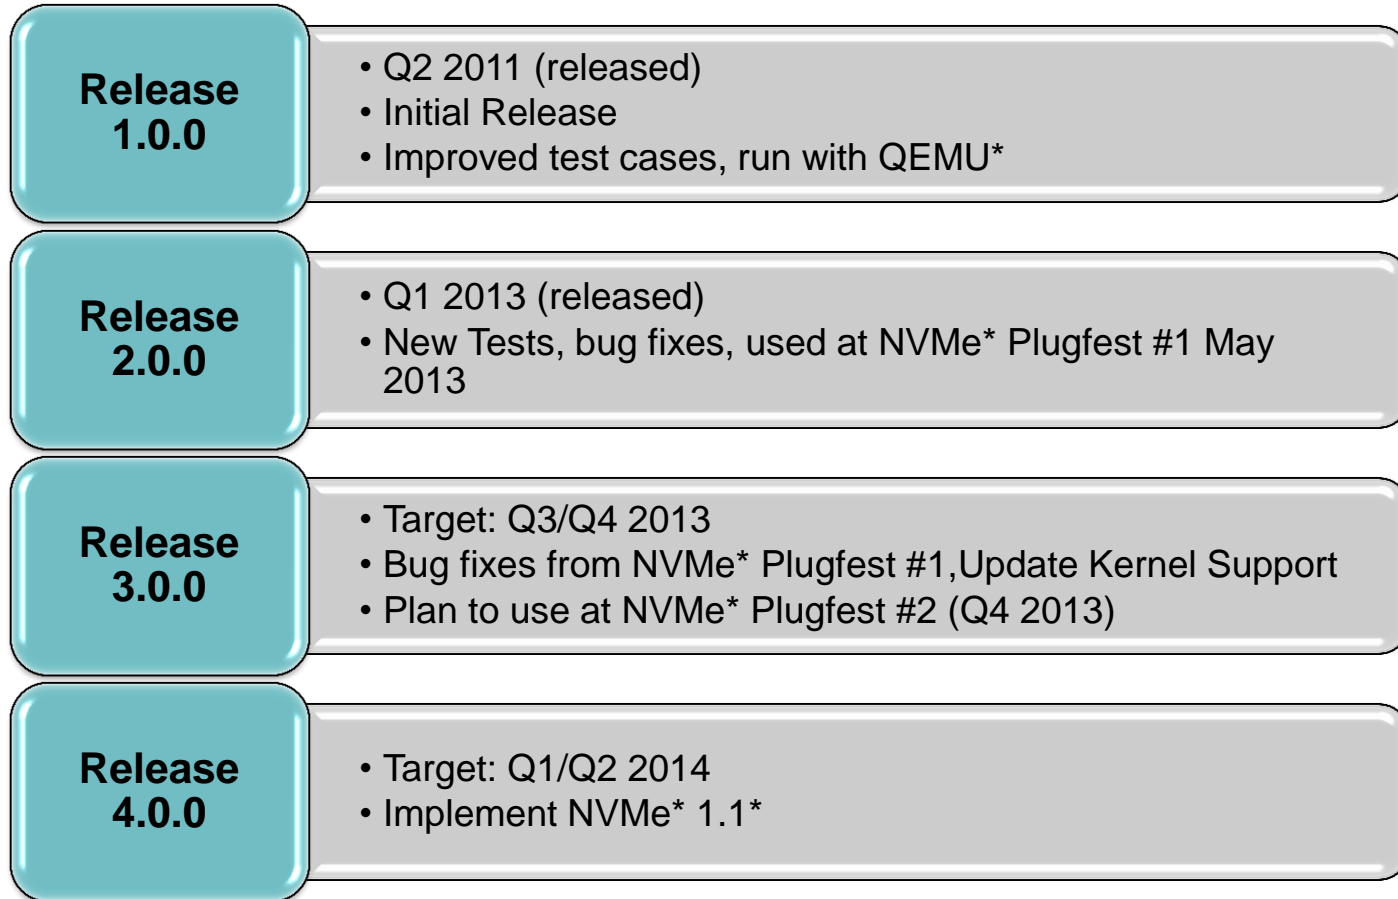 Release
1.0.0
• Q2 2011 (released)
• Initial Release
• Improved test cases, run with QEMU*
Release
2.0.0
• Q1 2013 (released)
• New Tests, bug fixes, used at NVMe* Plugfest #1 May
2013
Release
3.0.0
• Target: Q3/Q4 2013
• Bug fixes from NVMe* Plugfest #1,Update Kernel Support
• Plan to use at NVMe* Plugfest #2 (Q4 2013)
Release
4.0.0
• Target: Q1/Q2 2014
• Implement NVMe* 1.1*